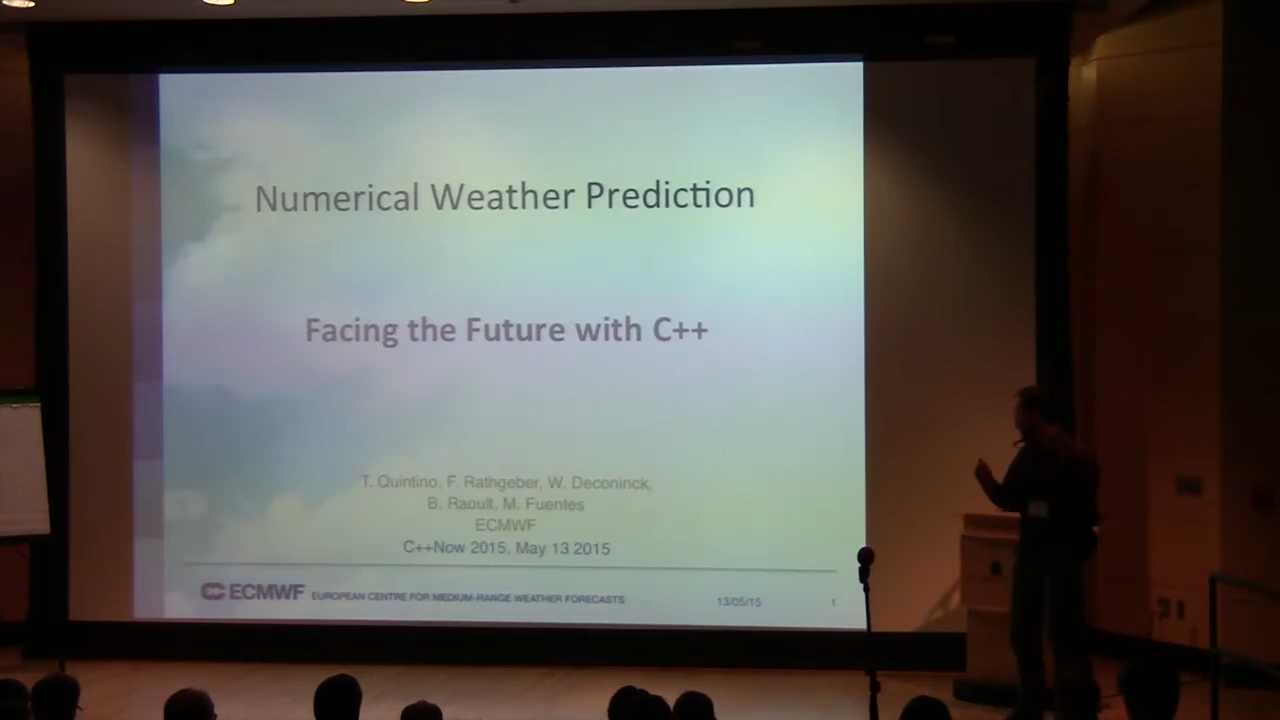 Numerical Weather Prediction
Facing the Future with C++
T. Quintino, F. Rathgeber, W. Deconinck,
B. Raoult, M. Fuentes
ECMWF
C++Now 2015, May 13 2015
ECMWF EUROPEAN CENTRE FOR MEDIUM-RANGE WEATHER FORECASTS 13/05/15 1